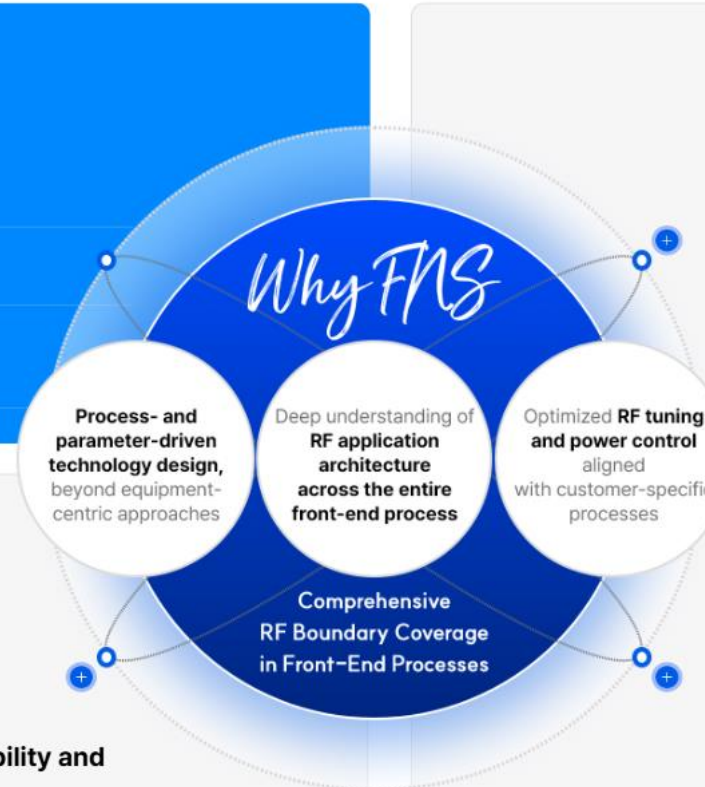 Why FNS
Process- and
parameter-driven
technology design,
beyond equipment-
centric approaches
Deep understanding of
RF application
architecture
across the entire
front-end process
Optimized RF tuning
and power control
aligned
with customer-specific
processes
Comprehensive
RF Boundary Coverage
in Front-End Processes
and